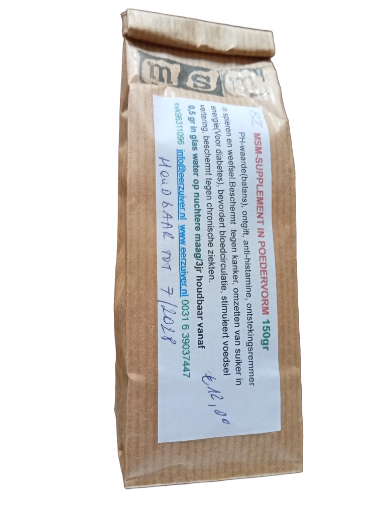 msm
MSM-SUPPLEMENT IN POEDERVORM 150gr
PH-waarde(balans), ontgift, anti-histamine, ontstekingsremmer
spieren en weefsel.Beschermt tegen kanker, omzetten van suiker in
energie(Voor diabetes), bevordert bloedcirculatie, stimuleert voedsel
vertering, beschermt tegen chronische ziekten.
0,5 gr in glas water op nuchtere maag/3jr houdbaar vanaf
€12,00
info@eerzuiver.nl www.eerzuiver.nl 0031 6 39037447
HOUDBAAR TOT 7/2028